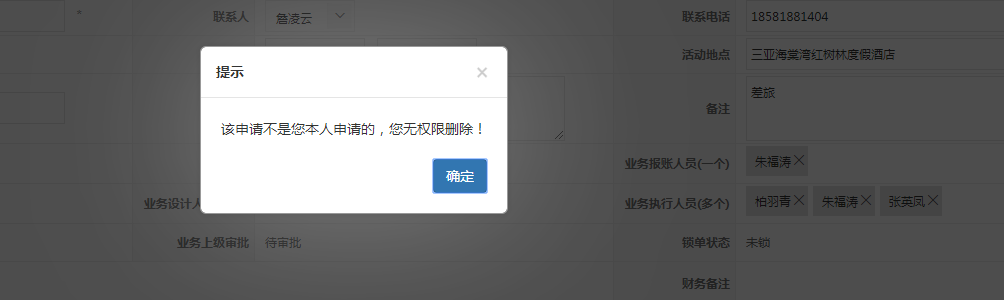 * 联系人 詹凌云 联系电话 18581881404
活动地点 三亚海棠湾红树林度假酒店
提示 ×
备注 差旅
该申请不是您本人申请的，您无权限删除！
确定
业务报账人员(一个) 朱福涛
业务设计人 业务执行人员(多个) 柏羽青 朱福涛 张英凤
业务上级审批 待审批 锁单状态 未锁
财务备注